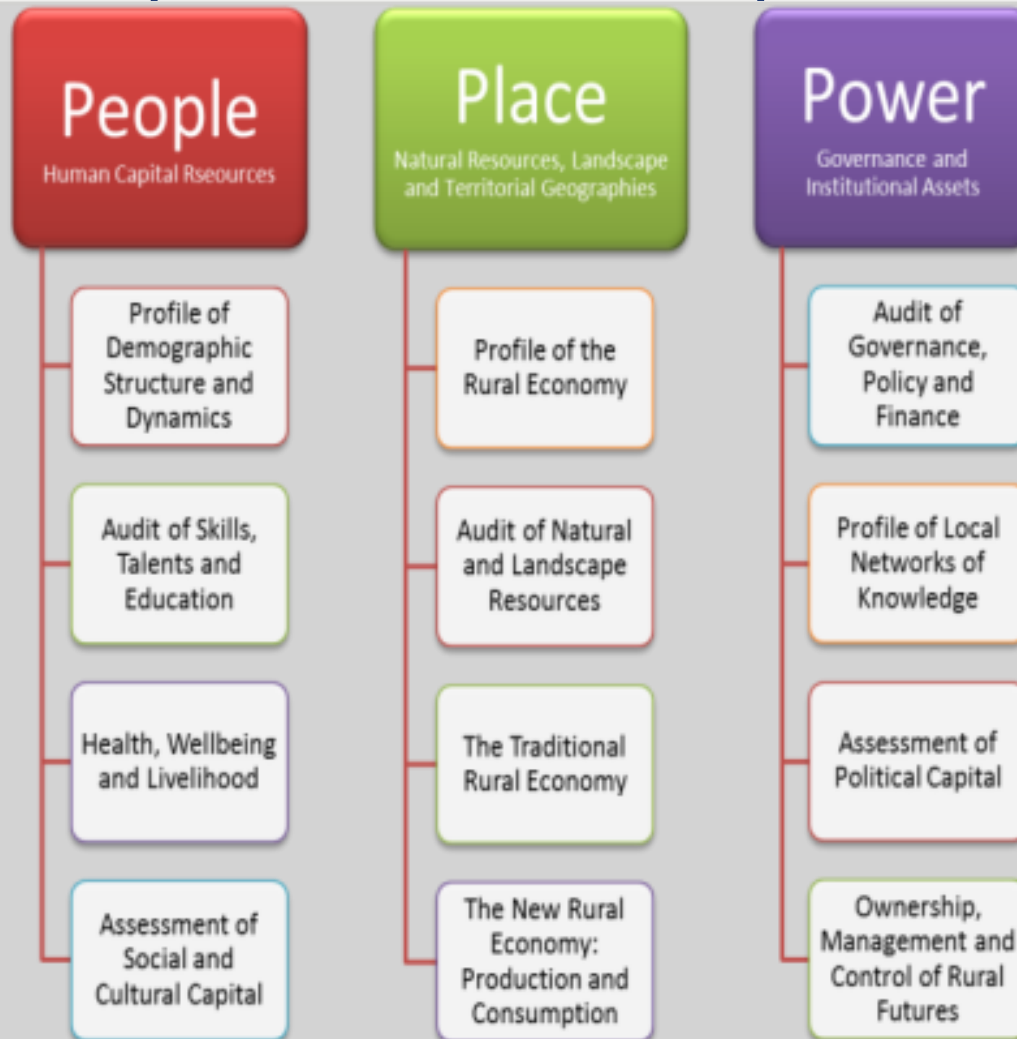 People
Human Capital Rseources
Profile of
Demographic
Structure and
Dynamics
Audit of Skills,
Talents and
Education
Health, Wellbeing
and Livelihood
Assessment of
Social and
Cultural Capital
Place
Natural Resources, Landscape
and Territorial Geographies
Profile of the
Rural Economy
Audit of Natural
and Landscape
Resources
The Traditional
Rural Economy
The New Rural
Economy:
Production and
Consumption
Power
Governance and
Institutional Assets
Audit of
Governance,
Policy and
Finance
Profile of Local
Networks of
Knowledge
Assessment of
Political Capital
Ownership,
Management and
Control of Rural
Futures